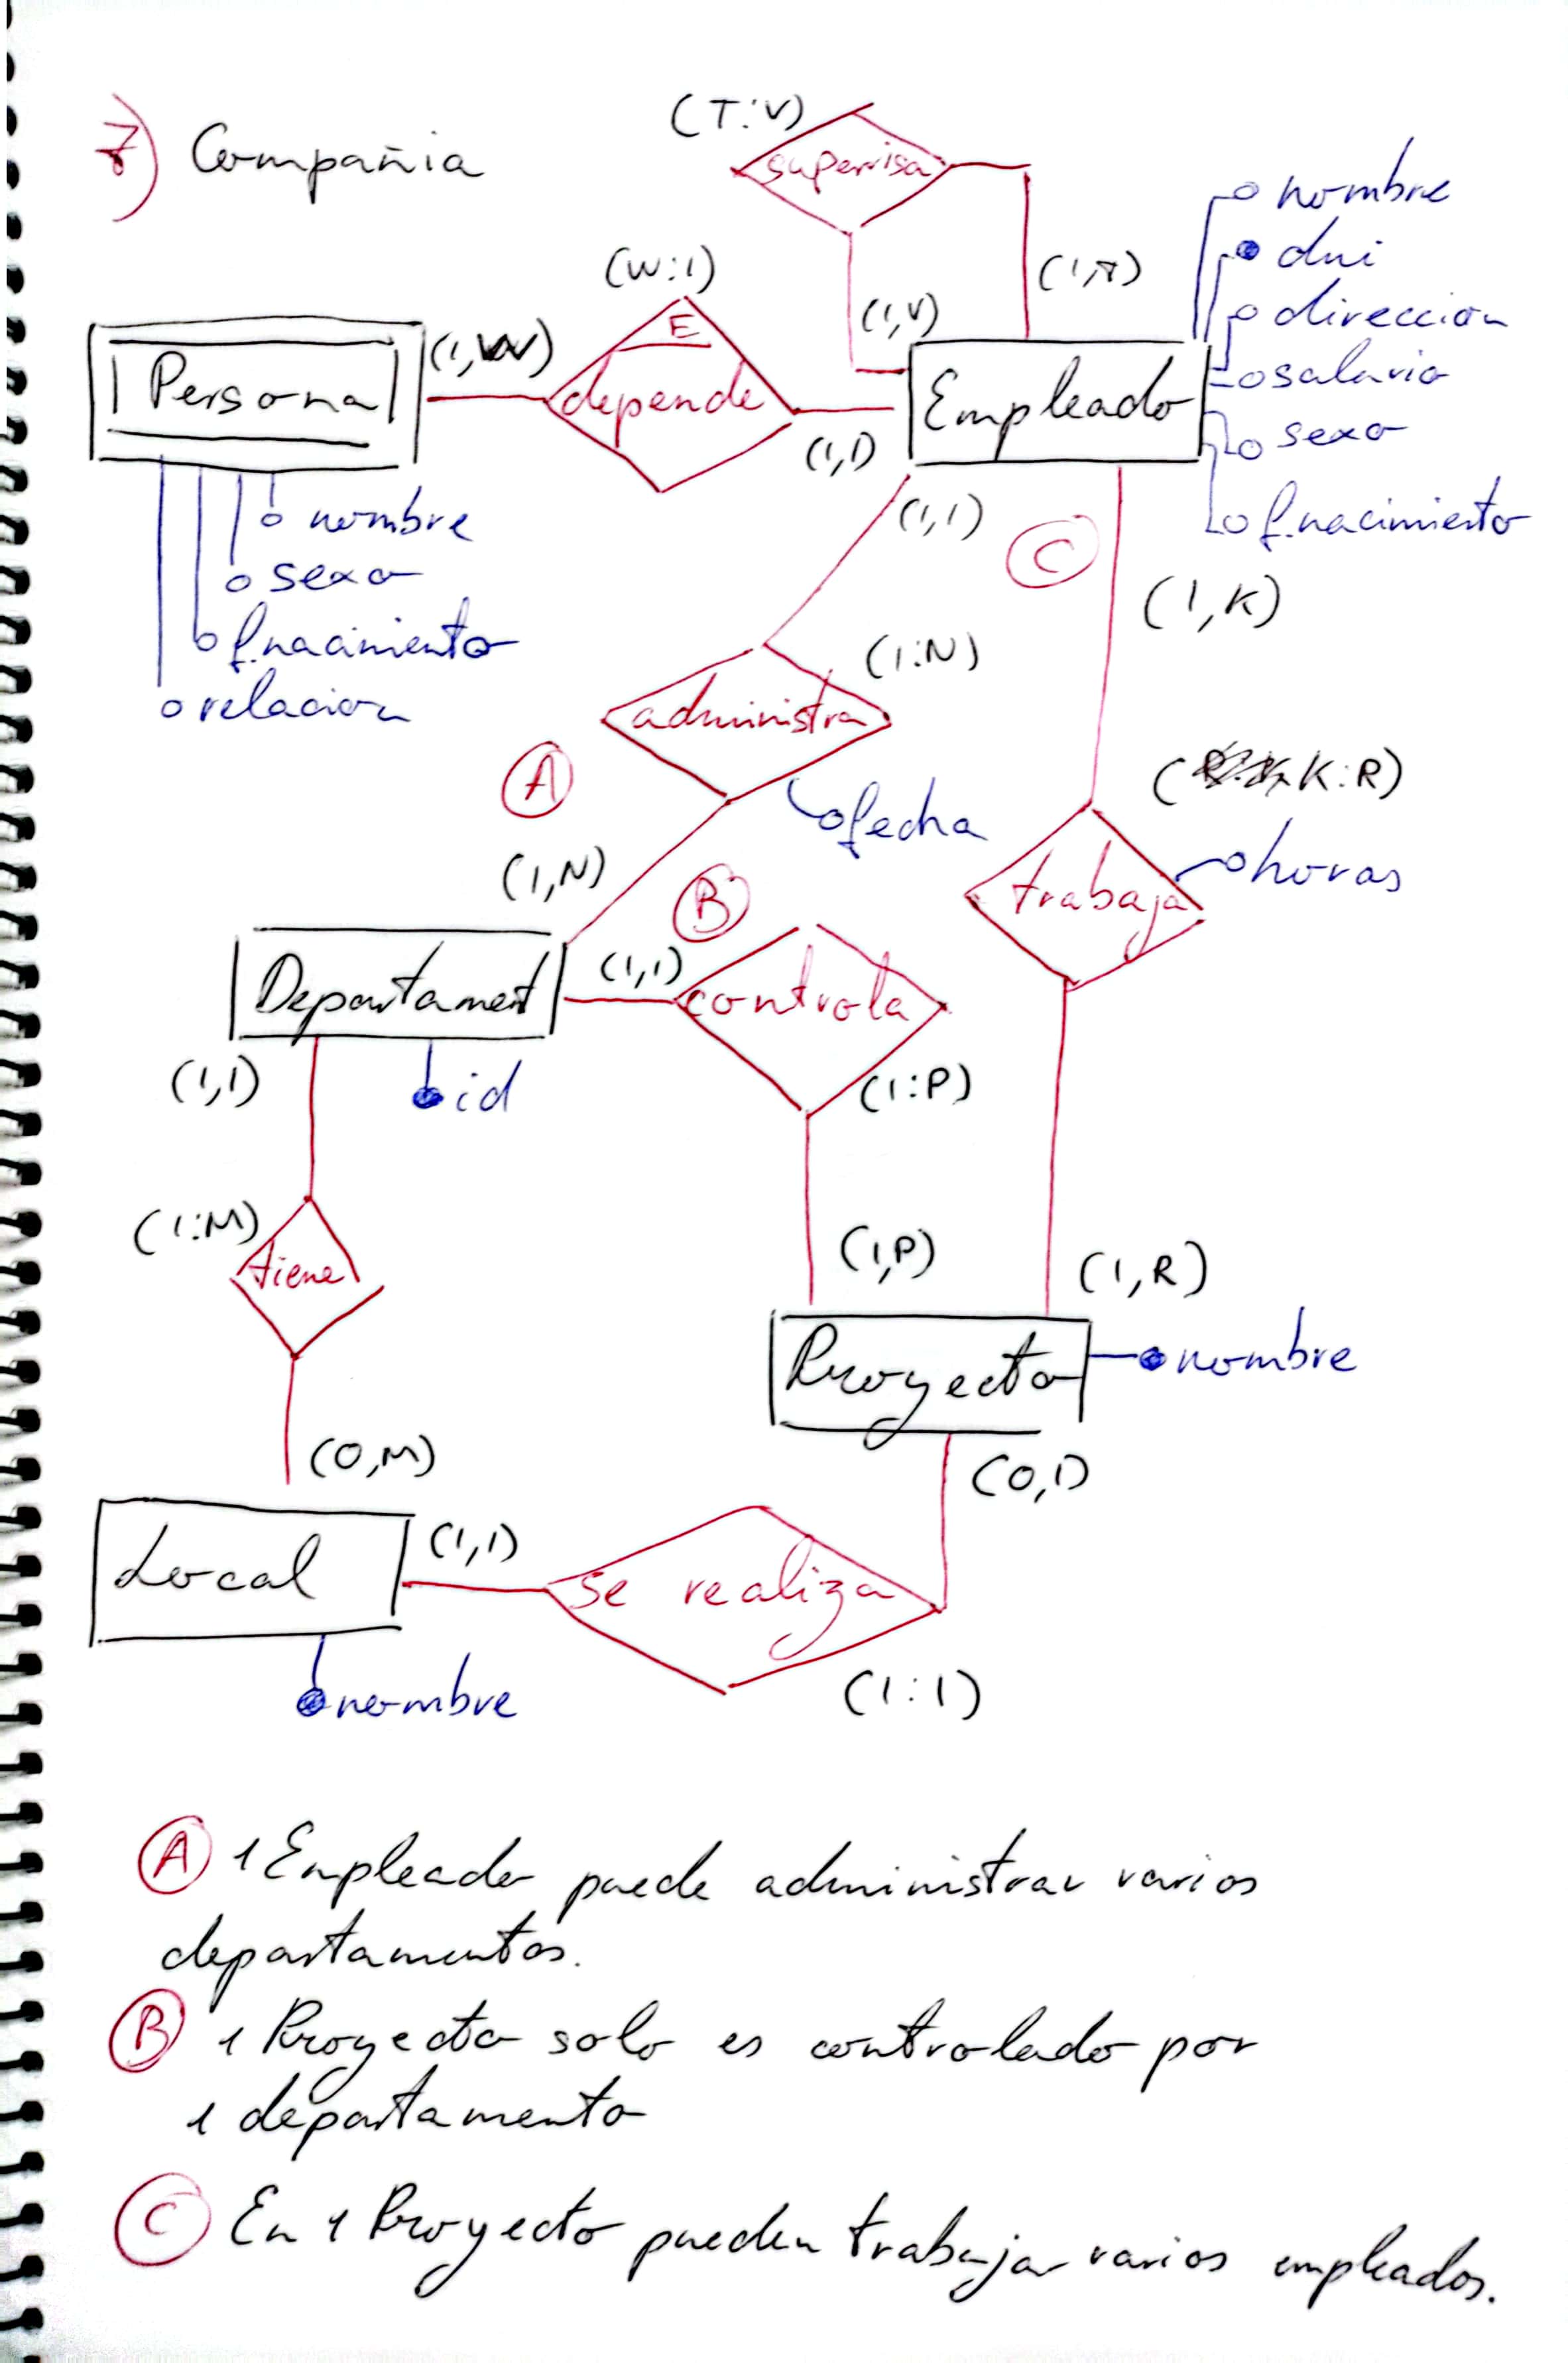 7) Compañia
(T:V)
supervisa
nombre
dni
direccion
salario
sexo
f.nacimiento
(W:1)
(1,V)
(1,T)
Persona
(1,W)
E
depende
(1,1)
Empleado
nombre
sexo
f.nacimiento
relacion
(1,1)
C
(1,K)
(1:N)
administra
A
fecha
(K:R)
horas
trabaja
(1,N)
B
Departament
(1,1)
controla
(1:P)
(1,1)
id
(1:M)
tiene
(1,P)
(1,R)
Proyecto
nombre
(0,M)
(0,1)
Local
(1,1)
se realiza
nombre
(1:1)
A 1 Empleado puede administrar varios
departamentos.
B 1 Proyecto solo es controlado por
1 departamento
C En 1 Proyecto pueden trabajar varios empleados.